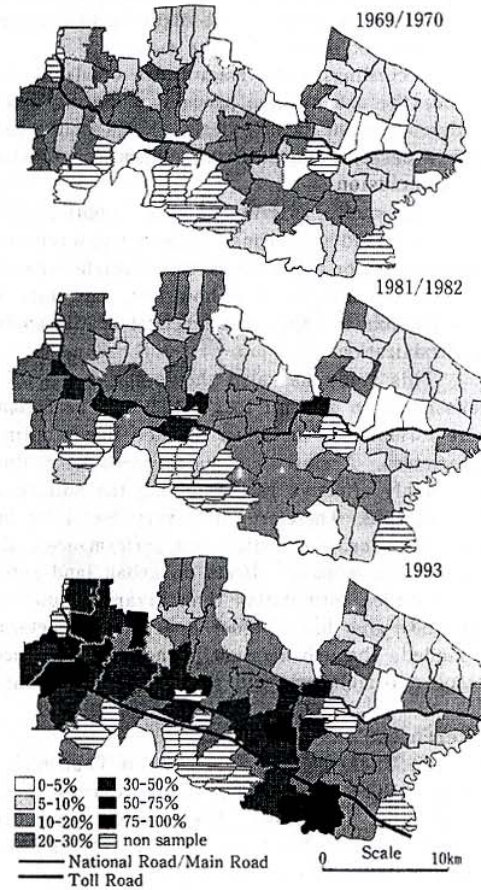 1969/1970
1981/1982
1993
0-5% 30-50%
5-10% 50-75%
10-20% 75-100%
20-30% non sample
National Road/Main Road
Toll Road
Scale
0 10km